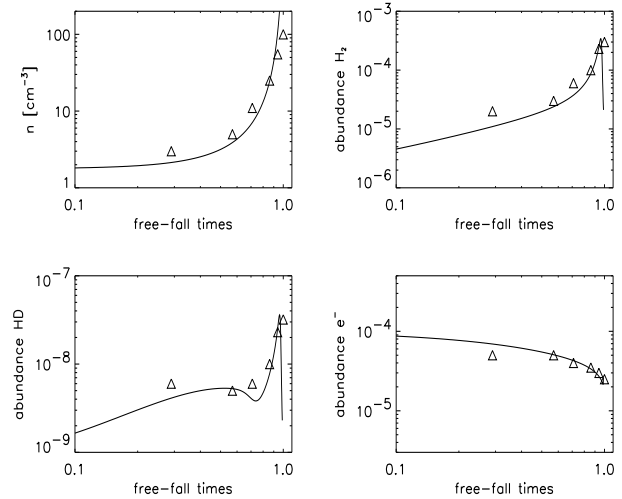 100
10
1
n [cm⁻³]
0.1
1.0
free−fall times
10⁻³
10⁻⁴
10⁻⁵
10⁻⁶
abundance H₂
0.1
1.0
free−fall times
10⁻⁷
10⁻⁸
10⁻⁹
abundance HD
0.1
1.0
free−fall times
10⁻⁴
10⁻⁵
abundance e⁻
0.1
1.0
free−fall times